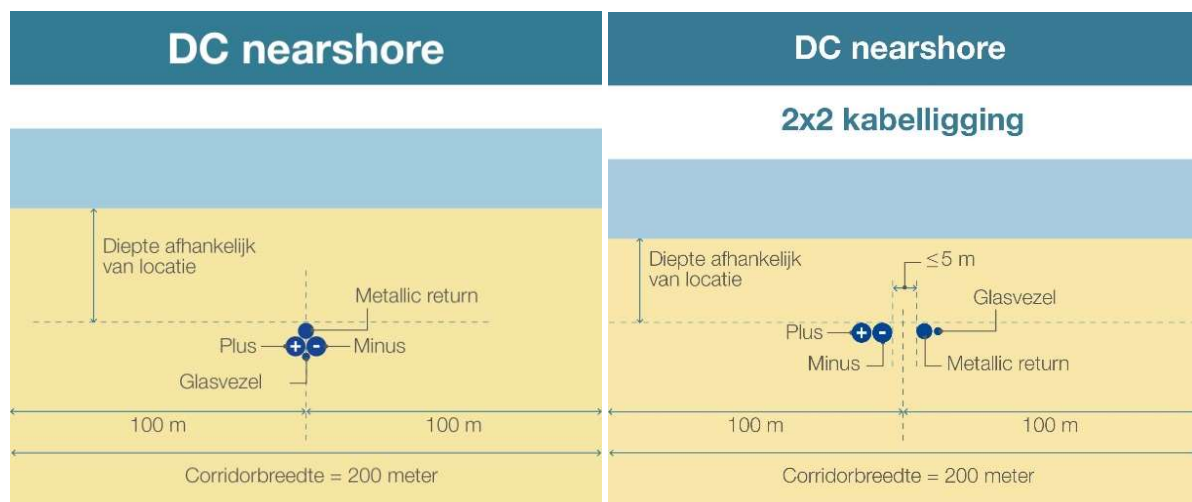 DC nearshore
Diepte afhankelijk
van locatie
Metallic return
Plus
+
-
Minus
Glasvezel
100 m
100 m
Corridorbreedte = 200 meter
DC nearshore
2x2 kabelligging
Diepte afhankelijk
van locatie
≤5 m
Glasvezel
Plus
+
-
Minus
Metallic return
100 m
100 m
Corridorbreedte = 200 meter